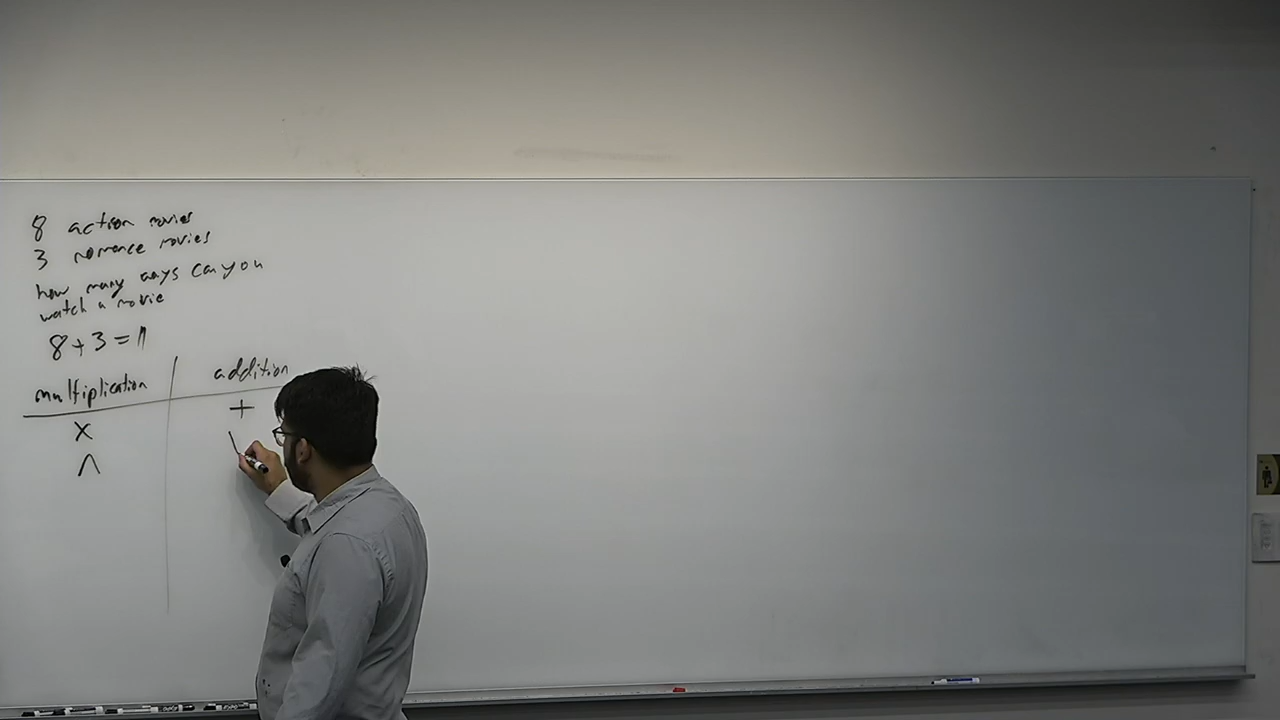 8 action movies
3 romance movies
how many ways can you
watch a movie
8+3=11
multiplication addition
× +
∧ \